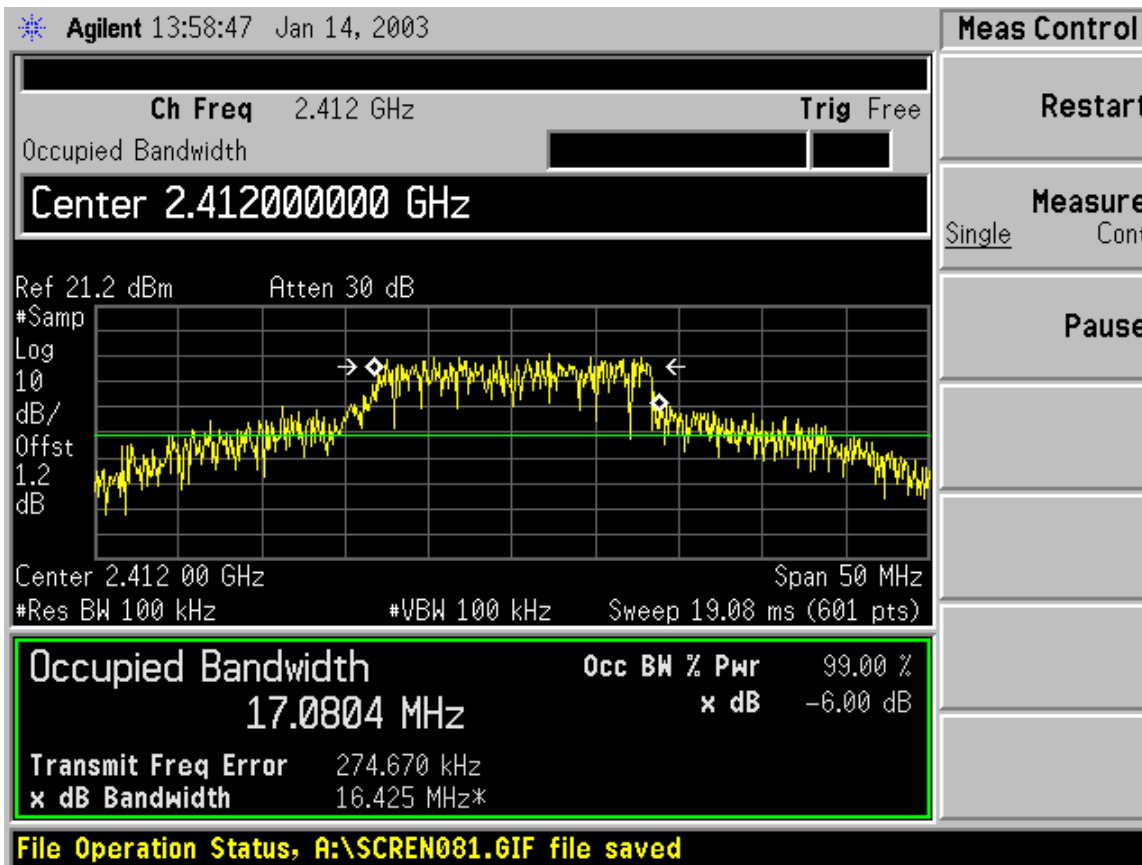 Agilent 13:58:47 Jan 14, 2003
Meas Control
Ch Freq 2.412 GHz Trig Free
Occupied Bandwidth
Center 2.412000000 GHz
Restart
Measure
Single Cont
Pause
Ref 21.2 dBm Atten 30 dB
#Samp
Log
10
dB/
Offst
1.2
dB
Center 2.412 00 GHz Span 50 MHz
#Res BW 100 kHz #VBW 100 kHz Sweep 19.08 ms (601 pts)
Occupied Bandwidth
17.0804 MHz
Occ BW % Pwr 99.00 %
x dB -6.00 dB
Transmit Freq Error 274.670 kHz
x dB Bandwidth 16.425 MHz*
File Operation Status, A:\SCREN081.GIF file saved